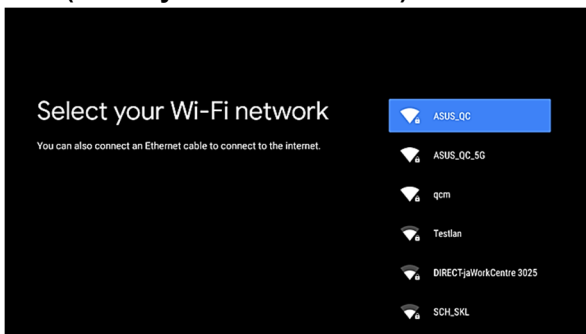 Select your Wi-Fi network
You can also connect an Ethernet cable to connect to the internet.
ASUS_QC
ASUS_QC_5G
qcm
Testlan
DIRECT-jaWorkCentre 3025
SCH_SKL